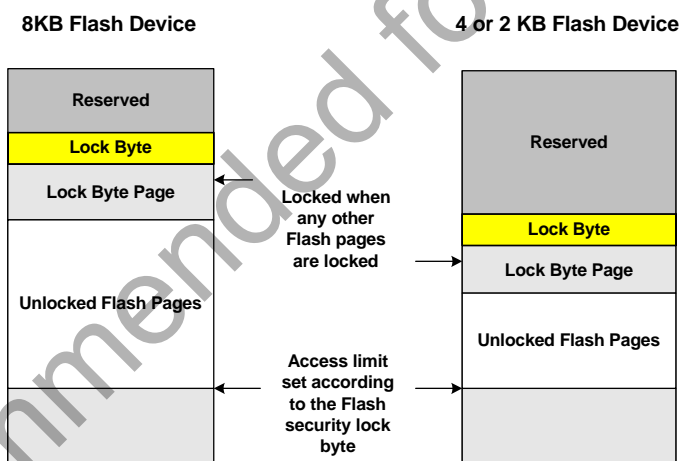 8KB Flash Device
4 or 2 KB Flash Device
Reserved
Lock Byte
Lock Byte Page
Unlocked Flash Pages
Locked when
any other
Flash pages
are locked
Access limit
set according
to the Flash
security lock
byte
Reserved
Lock Byte
Lock Byte Page
Unlocked Flash Pages
mmended fo